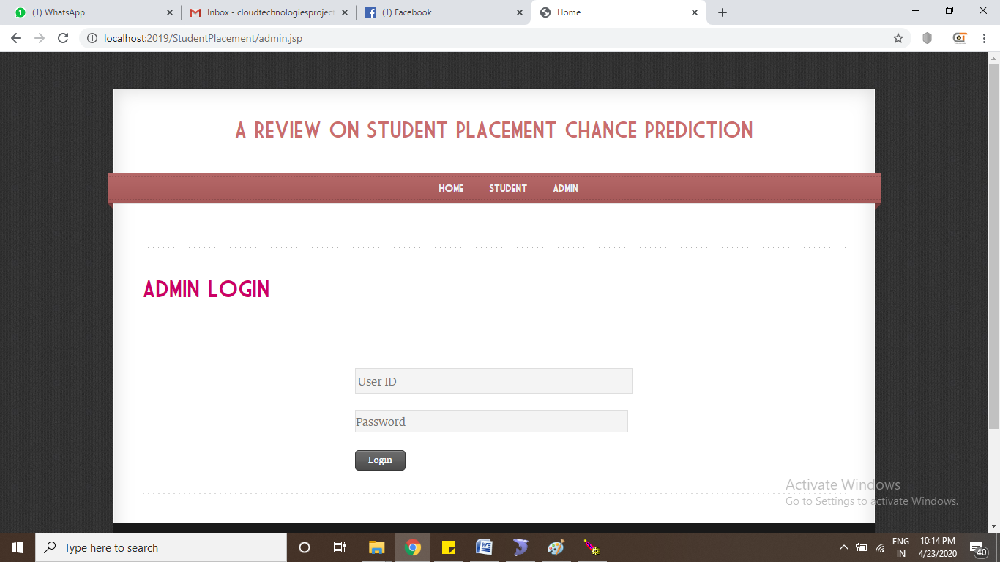 (1) WhatsApp
Inbox - cloudtechnologiesproject
(1) Facebook
Home
localhost:2019/StudentPlacement/admin.jsp
A REVIEW ON STUDENT PLACEMENT CHANCE PREDICTION
HOME STUDENT ADMIN
ADMIN LOGIN
User ID
Password
Login
Activate Windows
Go to Settings to activate Windows.
Type here to search
ENG
IN
10:14 PM
4/23/2020
40